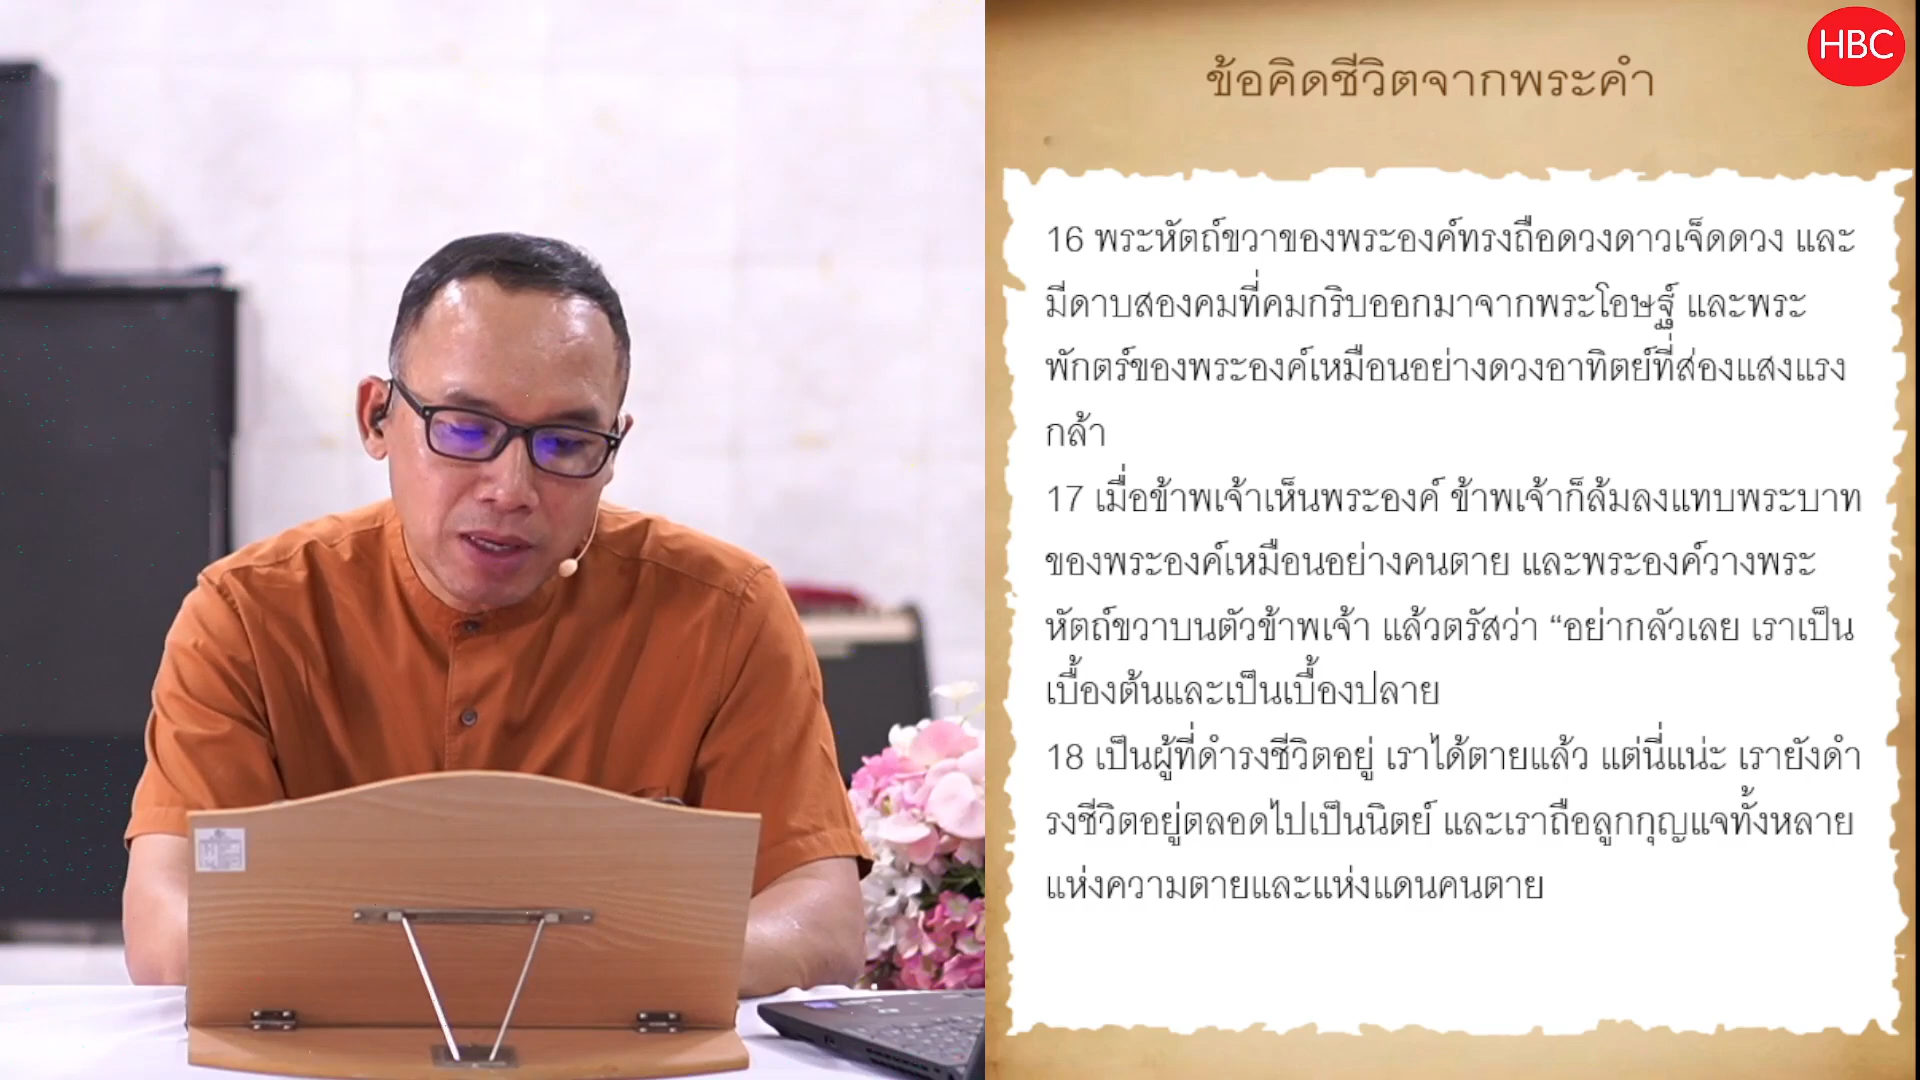 HBC
ข้อคิดชีวิตจากพระคำ
16 พระหัตถ์ขวาของพระองค์ทรงถือดวงดาวเจ็ดดวง และ
มีดาบสองคมที่คมกริบออกมาจากพระโอษฐ์ และพระ
พักตร์ของพระองค์เหมือนอย่างดวงอาทิตย์ที่ส่องแสงแรง
กล้า
17 เมื่อข้าพเจ้าเห็นพระองค์ ข้าพเจ้าก็ล้มลงแทบพระบาท
ของพระองค์เหมือนอย่างคนตาย และพระองค์วางพระ
หัตถ์ขวาบนตัวข้าพเจ้า แล้วตรัสว่า “อย่ากลัวเลย เราเป็น
เบื้องต้นและเป็นเบื้องปลาย
18 เป็นผู้ที่ดำรงชีวิตอยู่ เราได้ตายแล้ว แต่นี่แน่ะ เรายังดำ
รงชีวิตอยู่ตลอดไปเป็นนิตย์ และเราถือลูกกุญแจทั้งหลาย
แห่งความตายและแห่งแดนคนตาย